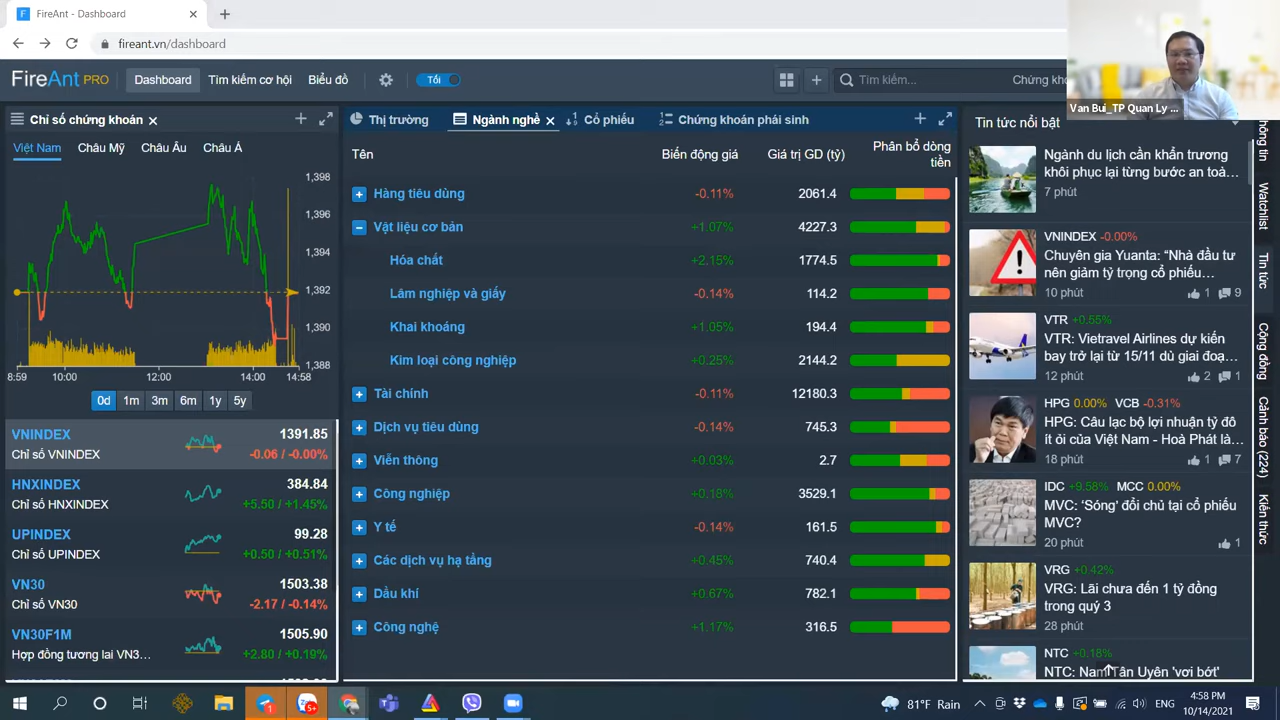 FireAnt - Dashboard
fireant.vn/dashboard
FireAnt PRO
Dashboard
Tìm kiếm cơ hội
Biểu đồ
Tối
Tìm kiếm...
Van Bui_TP Quan Ly ...
Chỉ số chứng khoán
Việt Nam
Châu Mỹ
Châu Âu
Châu Á
1,398
1,396
1,394
1,392
1,390
1,388
8:59
10:00
12:00
14:00
14:58
0d
1m
3m
6m
1y
5y
VNINDEX
1391.85
Chỉ số VNINDEX
-0.06 / -0.00%
HNXINDEX
384.84
Chỉ số HNXINDEX
+5.50 / +1.45%
UPINDEX
99.28
Chỉ số UPINDEX
+0.50 / +0.51%
VN30
1503.38
Chỉ số VN30
-2.17 / -0.14%
VN30F1M
1505.90
Hợp đồng tương lai VN3...
+2.80 / +0.19%
Thị trường
Ngành nghề
Cổ phiếu
Chứng khoán phái sinh
Tên
Biến động giá
Giá trị GD (tỷ)
Phân bổ dòng tiền
Hàng tiêu dùng -0.11% 2061.4
Vật liệu cơ bản +1.07% 4227.3
Hóa chất +2.15% 1774.5
Lâm nghiệp và giấy -0.14% 114.2
Khai khoáng +1.05% 194.4
Kim loại công nghiệp +0.25% 2144.2
Tài chính -0.11% 12180.3
Dịch vụ tiêu dùng -0.14% 745.3
Viễn thông +0.03% 2.7
Công nghiệp +0.18% 3529.1
Y tế -0.14% 161.5
Các dịch vụ hạ tầng +0.45% 740.4
Dầu khí +0.67% 782.1
Công nghệ +1.17% 316.5
Tin tức nổi bật
Ngành du lịch cần khẩn trương
khôi phục lại từng bước an toà...
7 phút
VNINDEX -0.00%
Chuyên gia Yuanta: “Nhà đầu tư
nên giảm tỷ trọng cổ phiếu...
10 phút 1 9
VTR +0.55%
VTR: Vietravel Airlines dự kiến
bay trở lại từ 15/11 dù giai đoạ...
12 phút 2 1
HPG 0.00% VCB -0.31%
HPG: Câu lạc bộ lợi nhuận tỷ đô
ít ỏi của Việt Nam - Hoà Phát là...
18 phút 1 7
IDC +9.58% MCC 0.00%
MVC: ‘Sóng’ đổi chủ tại cổ phiếu
MVC?
20 phút 1
VRG +0.42%
VRG: Lãi chưa đến 1 tỷ đồng
trong quý 3
28 phút
NTC +0.18%
NTC: Nam Tân Uyên 'vơi bớt'
Watchlist
Tin tức
Cộng đồng
Cảnh báo (224)
Kiến thức
81°F Rain
ENG
4:58 PM
10/14/2021